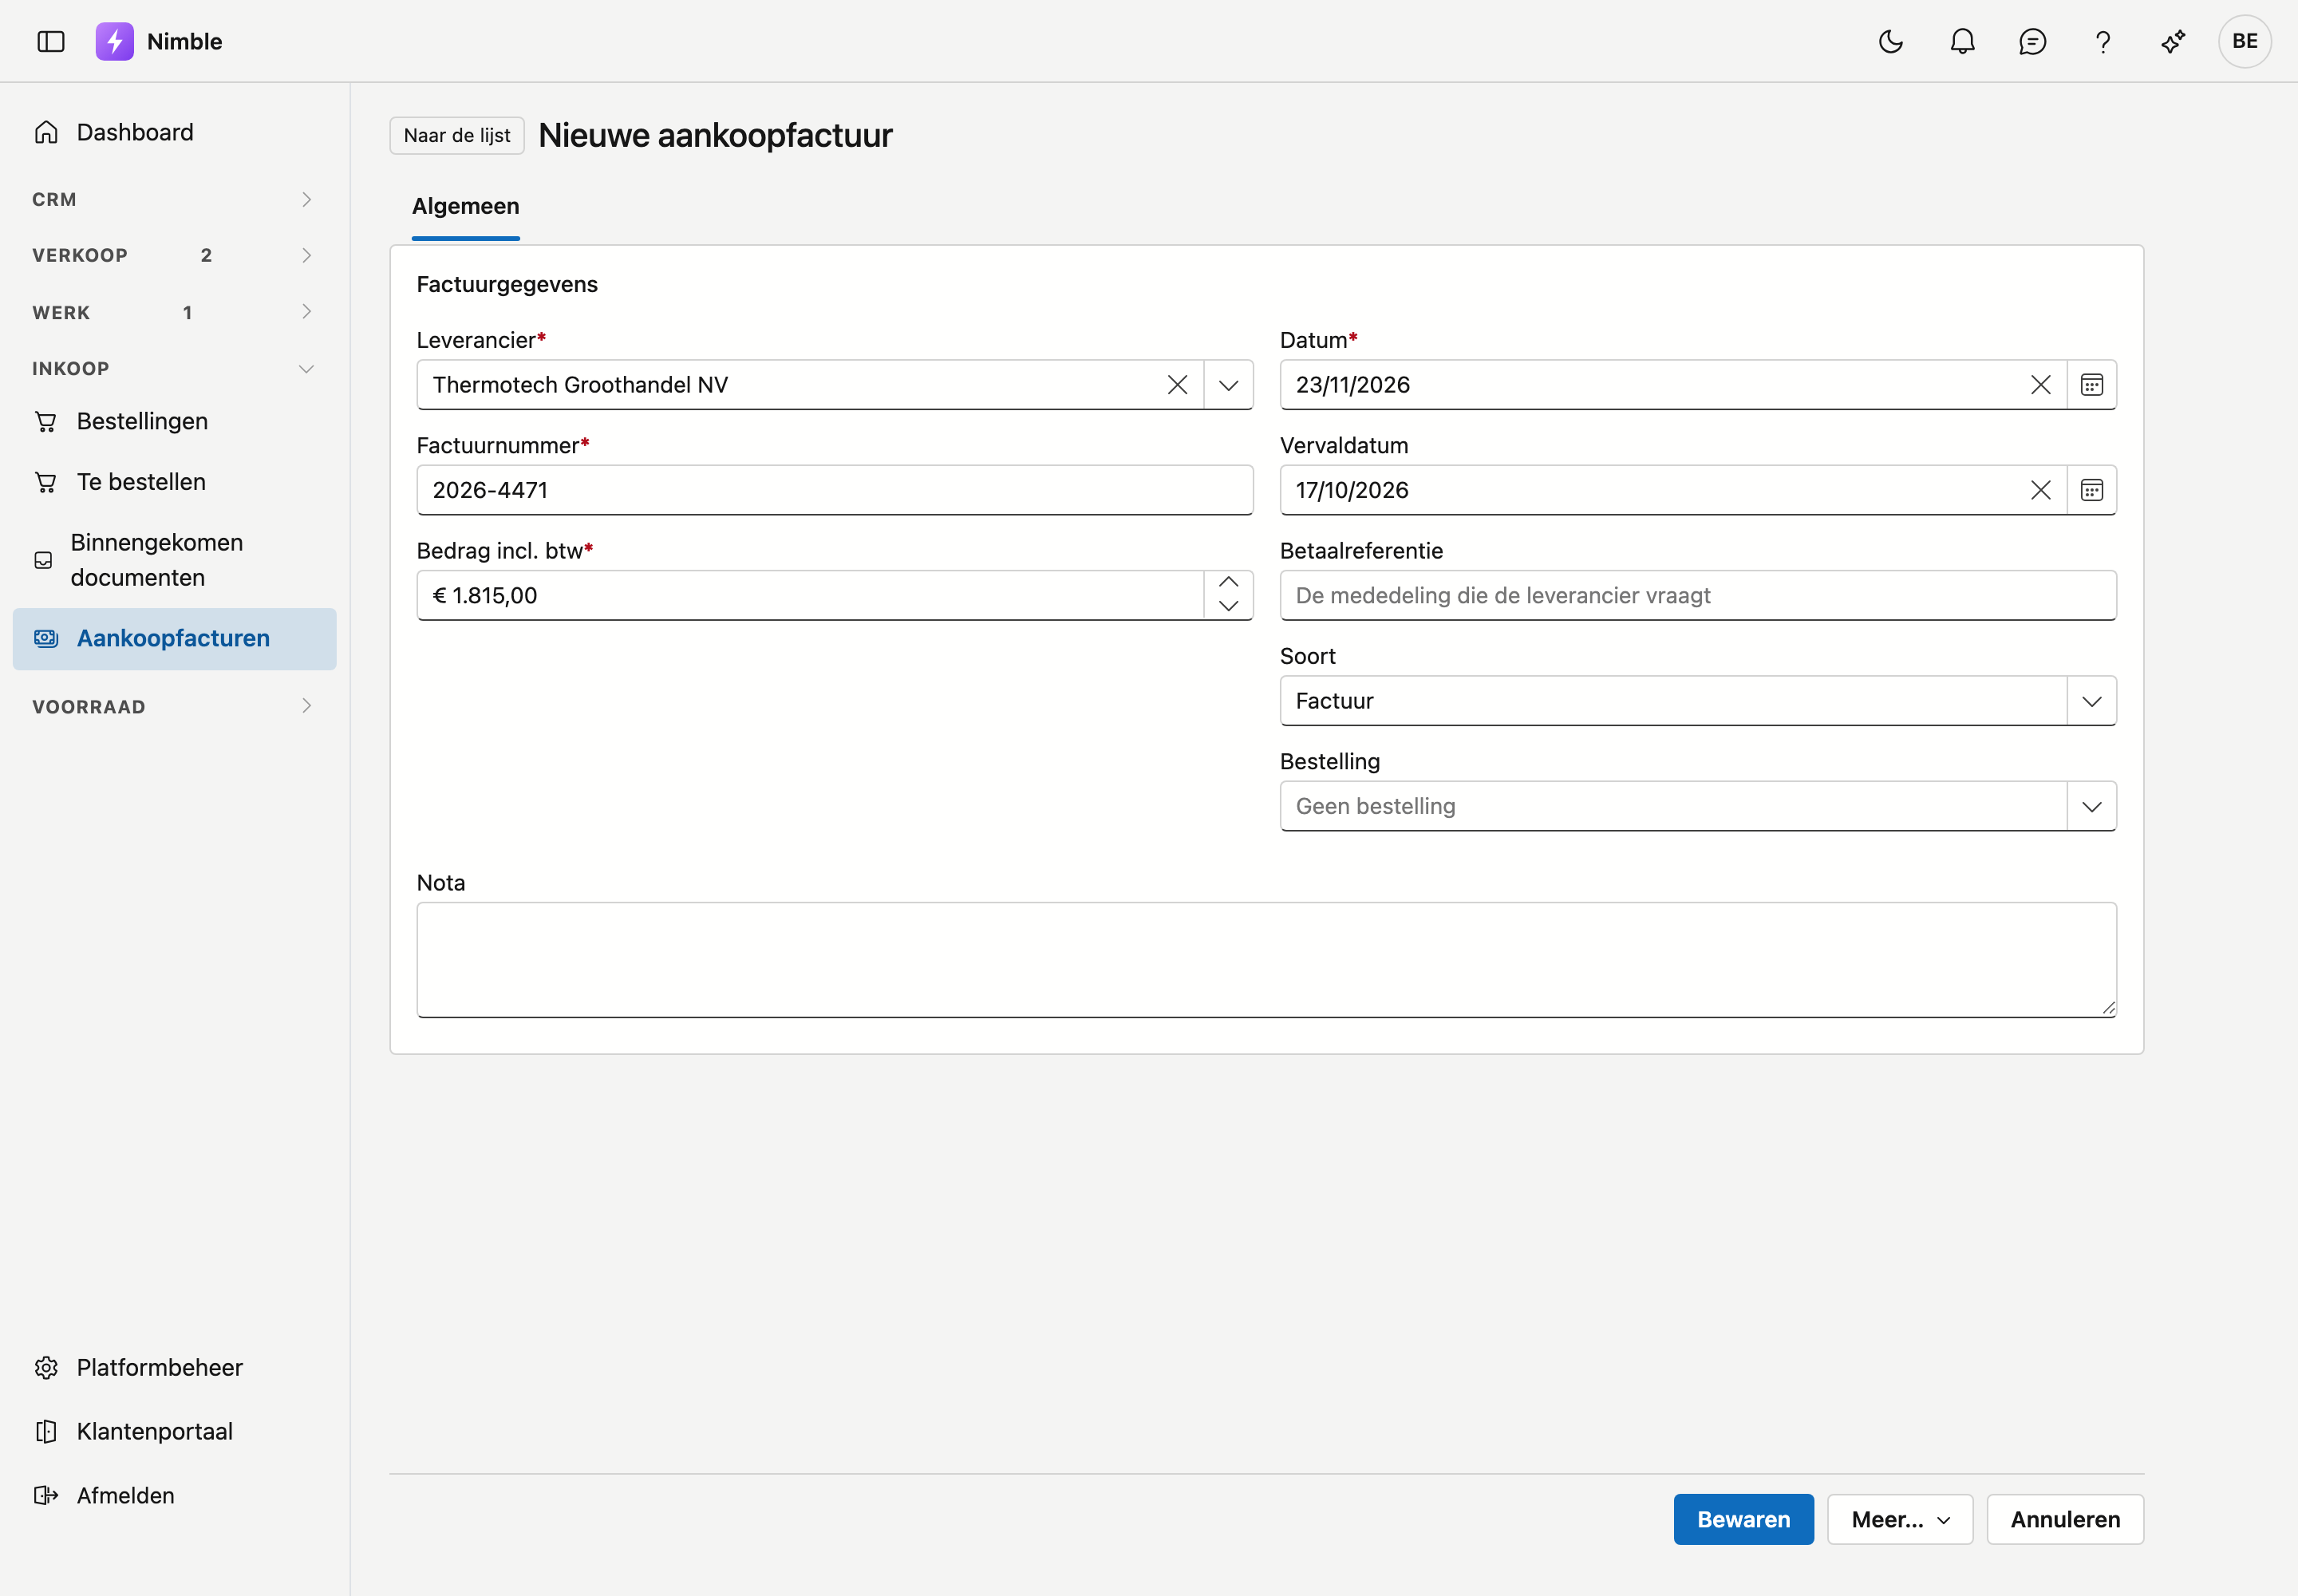 Nimble
BE
Dashboard
CRM
VERKOOP 2
WERK 1
INKOOP
Bestellingen
Te bestellen
Binnengekomen
documenten
Aankoopfacturen
VOORRAAD
Platformbeheer
Klantenportaal
Afmelden
Naar de lijst
Nieuwe aankoopfactuur
Algemeen
Factuurgegevens
Leverancier*
Thermotech Groothandel NV
Datum*
23/11/2026
Factuurnummer*
2026-4471
Vervaldatum
17/10/2026
Bedrag incl. btw*
€ 1.815,00
Betaalreferentie
De mededeling die de leverancier vraagt
Soort
Factuur
Bestelling
Geen bestelling
Nota
Bewaren
Meer...
Annuleren